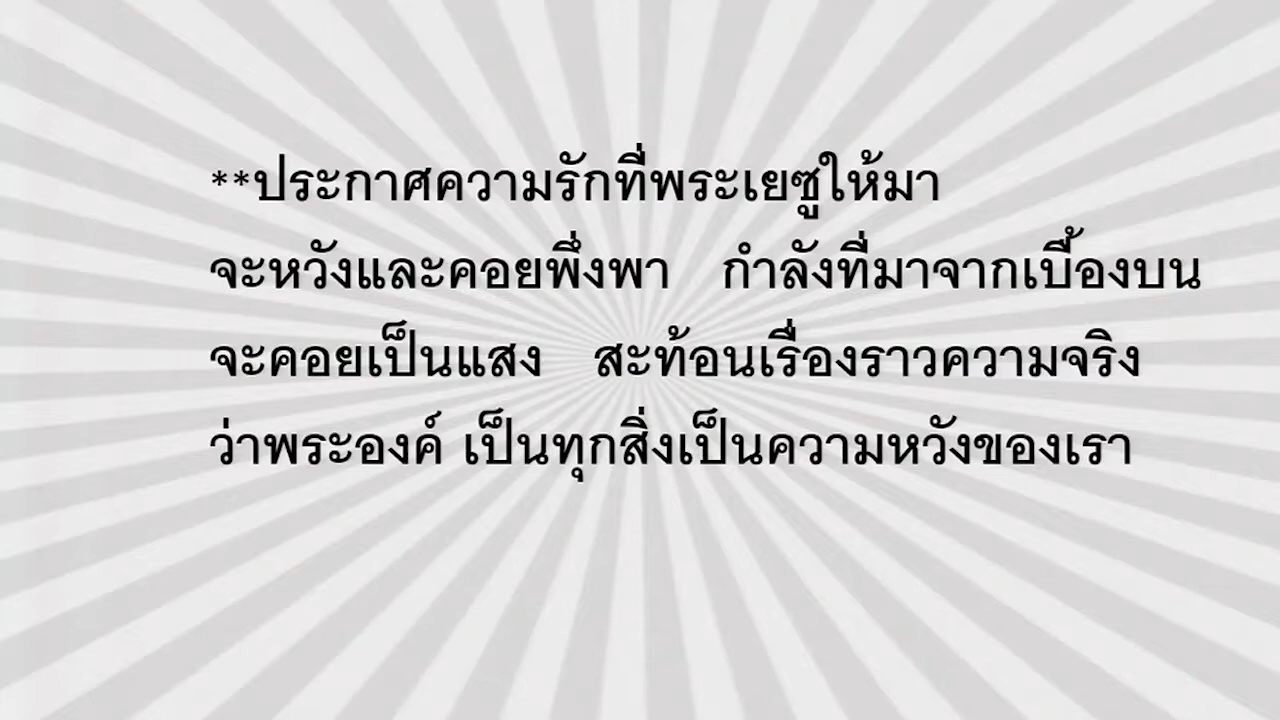 **ประกาศความรักที่พระเยซูให้มา
จะหวังและคอยพึ่งพา กำลังที่มาจากเบื้องบน
จะคอยเป็นแสง สะท้อนเรื่องราวความจริง
ว่าพระองค์ เป็นทุกสิ่งเป็นความหวังของเรา